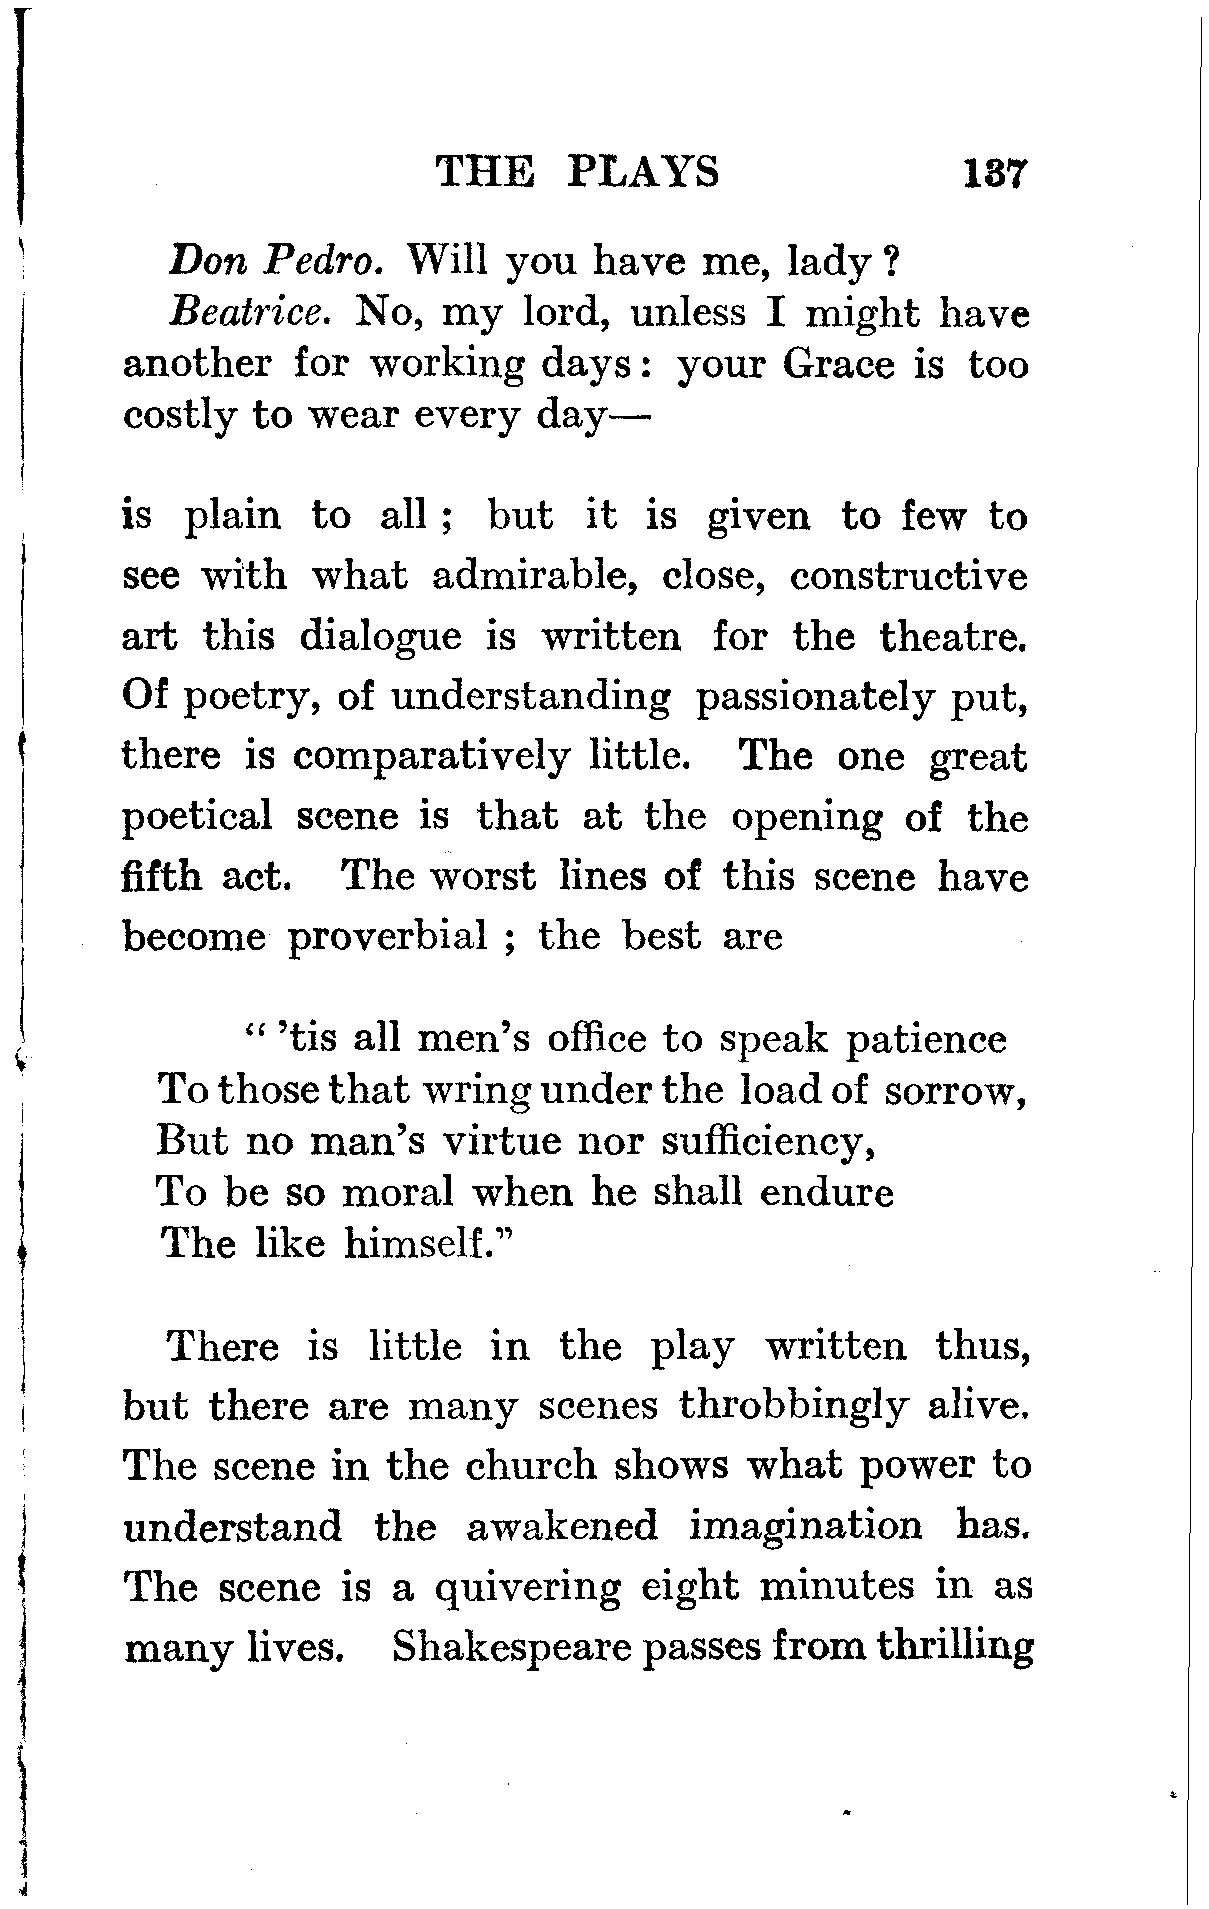 THE PLAYS 137
Don Pedro. Will you have me, lady ?
Beatrice. No, my lord, unless I might have
another for working days : your Grace is too
costly to wear every day—
is plain to all ; but it is given to few to
see with what admirable, close, constructive
art this dialogue is written for the theatre.
Of poetry, of understanding passionately put,
there is comparatively little. The one great
poetical scene is that at the opening of the
fifth act. The worst lines of this scene have
become proverbial ; the best are
“ ’tis all men’s office to speak patience
To those that wring under the load of sorrow,
But no man’s virtue nor sufficiency,
To be so moral when he shall endure
The like himself.”
There is little in the play written thus,
but there are many scenes throbbingly alive.
The scene in the church shows what power to
understand the awakened imagination has.
The scene is a quivering eight minutes in as
many lives. Shakespeare passes from thrilling